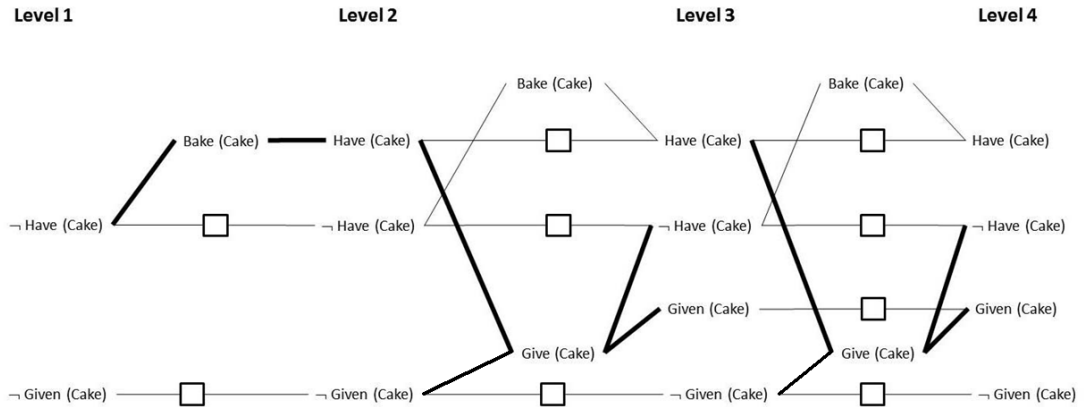 Level 1 Level 2 Level 3 Level 4
Bake (Cake) Bake (Cake)
Bake (Cake) Have (Cake) Have (Cake) Have (Cake)
¬ Have (Cake) ¬ Have (Cake) ¬ Have (Cake) ¬ Have (Cake)
Given (Cake) Given (Cake)
Give (Cake) Give (Cake)
¬ Given (Cake) ¬ Given (Cake) ¬ Given (Cake) ¬ Given (Cake)